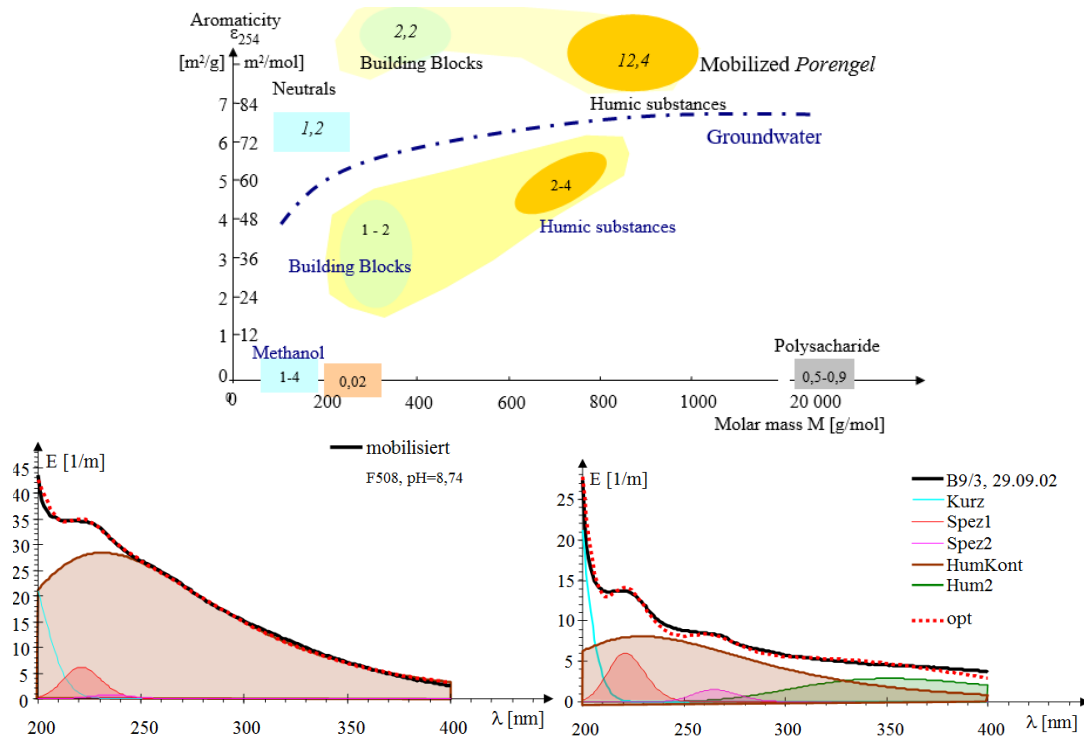 Aromaticity
ε254
[m²/g] – m²/mol]
2,2
12,4
Building Blocks
Mobilized Porengel
Neutrals
Humic substances
7 84
1,2
Groundwater
6 72
5 60
2-4
4 48
1 - 2
Humic substances
3 36
Building Blocks
2 24
1 12
Methanol
Polysacharide
0
1-4
0,02
0,5-0,9
0
0 200 400 600 800 1000 20 000
Molar mass M [g/mol]
E [1/m]
mobilisiert
F508, pH=8,74
45
40
35
30
25
20
15
10
5
0
200 250 300 350 400
λ [nm]
E [1/m]
B9/3, 29.09.02
Kurz
Spez1
Spez2
HumKont
Hum2
opt
25
20
15
10
5
0
200 250 300 350 400
λ [nm]